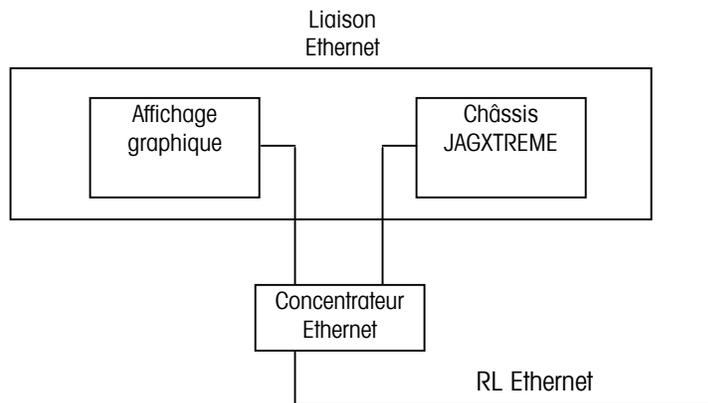 Liaison
Ethernet
Affichage
graphique
Châssis
JAGXTREME
Concentrateur
Ethernet
RL Ethernet